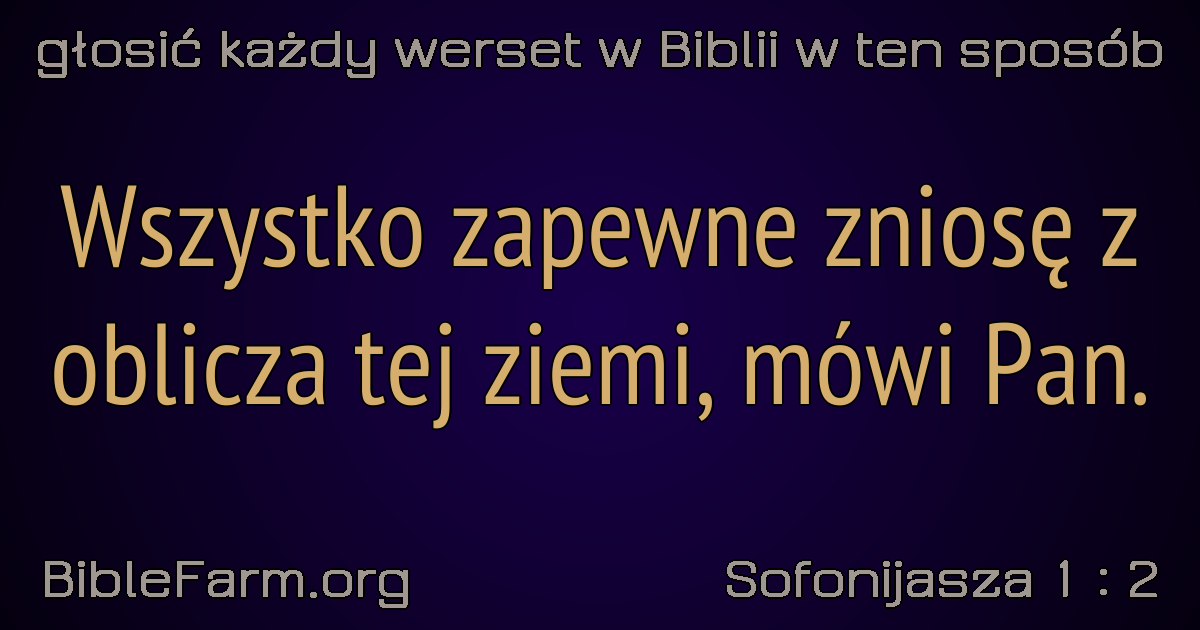 głosić każdy werset w Biblii w ten sposób
Wszystko zapewne zniosę z
oblicza tej ziemi, mówi Pan.
BibleFarm.org
Sofonijasza 1 : 2